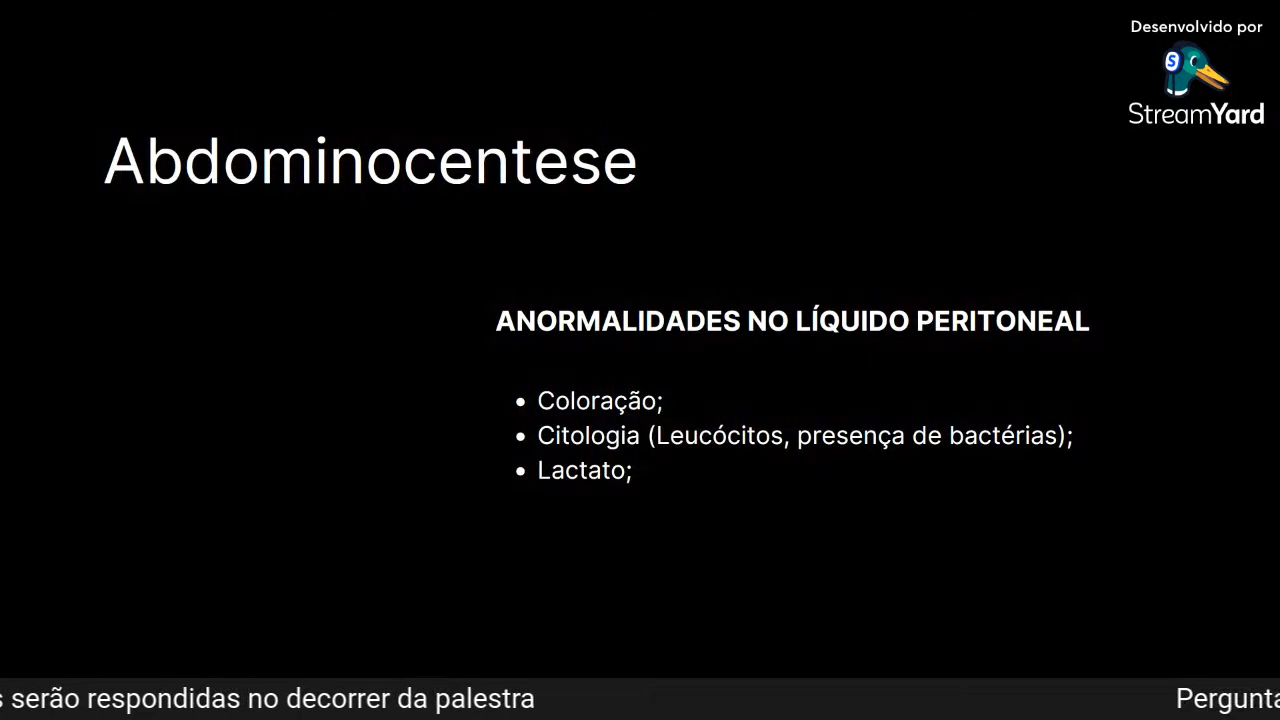 Desenvolvido por
StreamYard
Abdominocentese
ANORMALIDADES NO LÍQUIDO PERITONEAL
• Coloração;
• Citologia (Leucócitos, presença de bactérias);
• Lactato;
s serão respondidas no decorrer da palestra
Pergunta